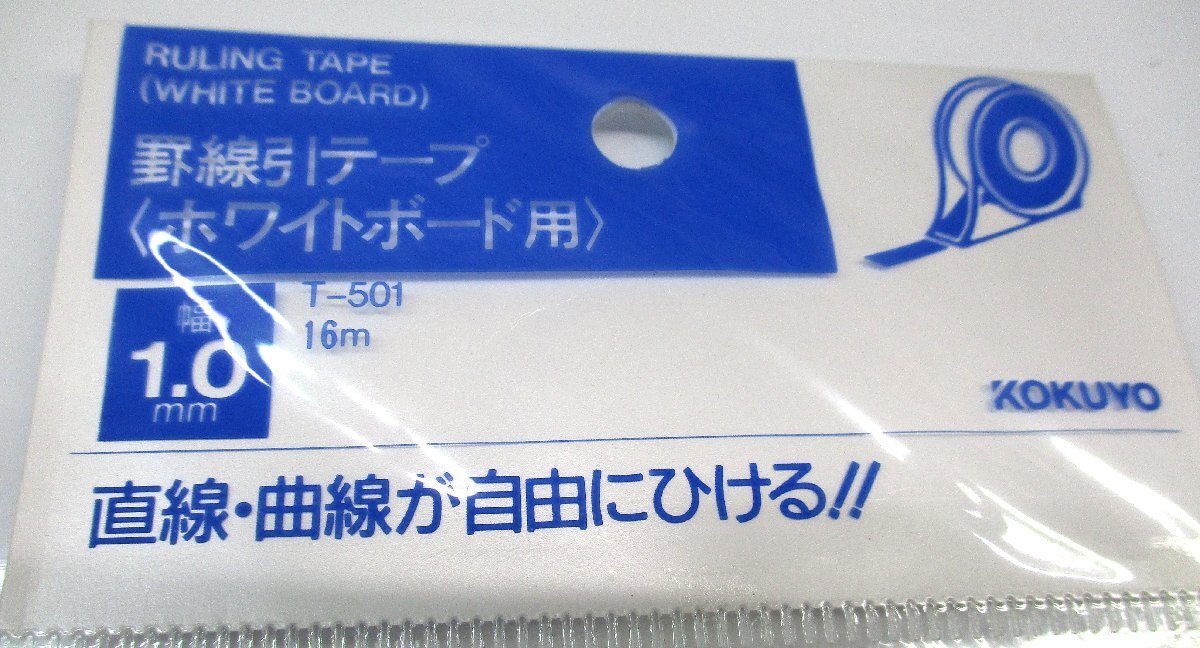 RULING TAPE
(WHITE BOARD)
罫線引テープ
〈ホワイトボード用〉
T-501
16m
幅
1.0
mm
KOKUYO
直線・曲線が自由にひける!!